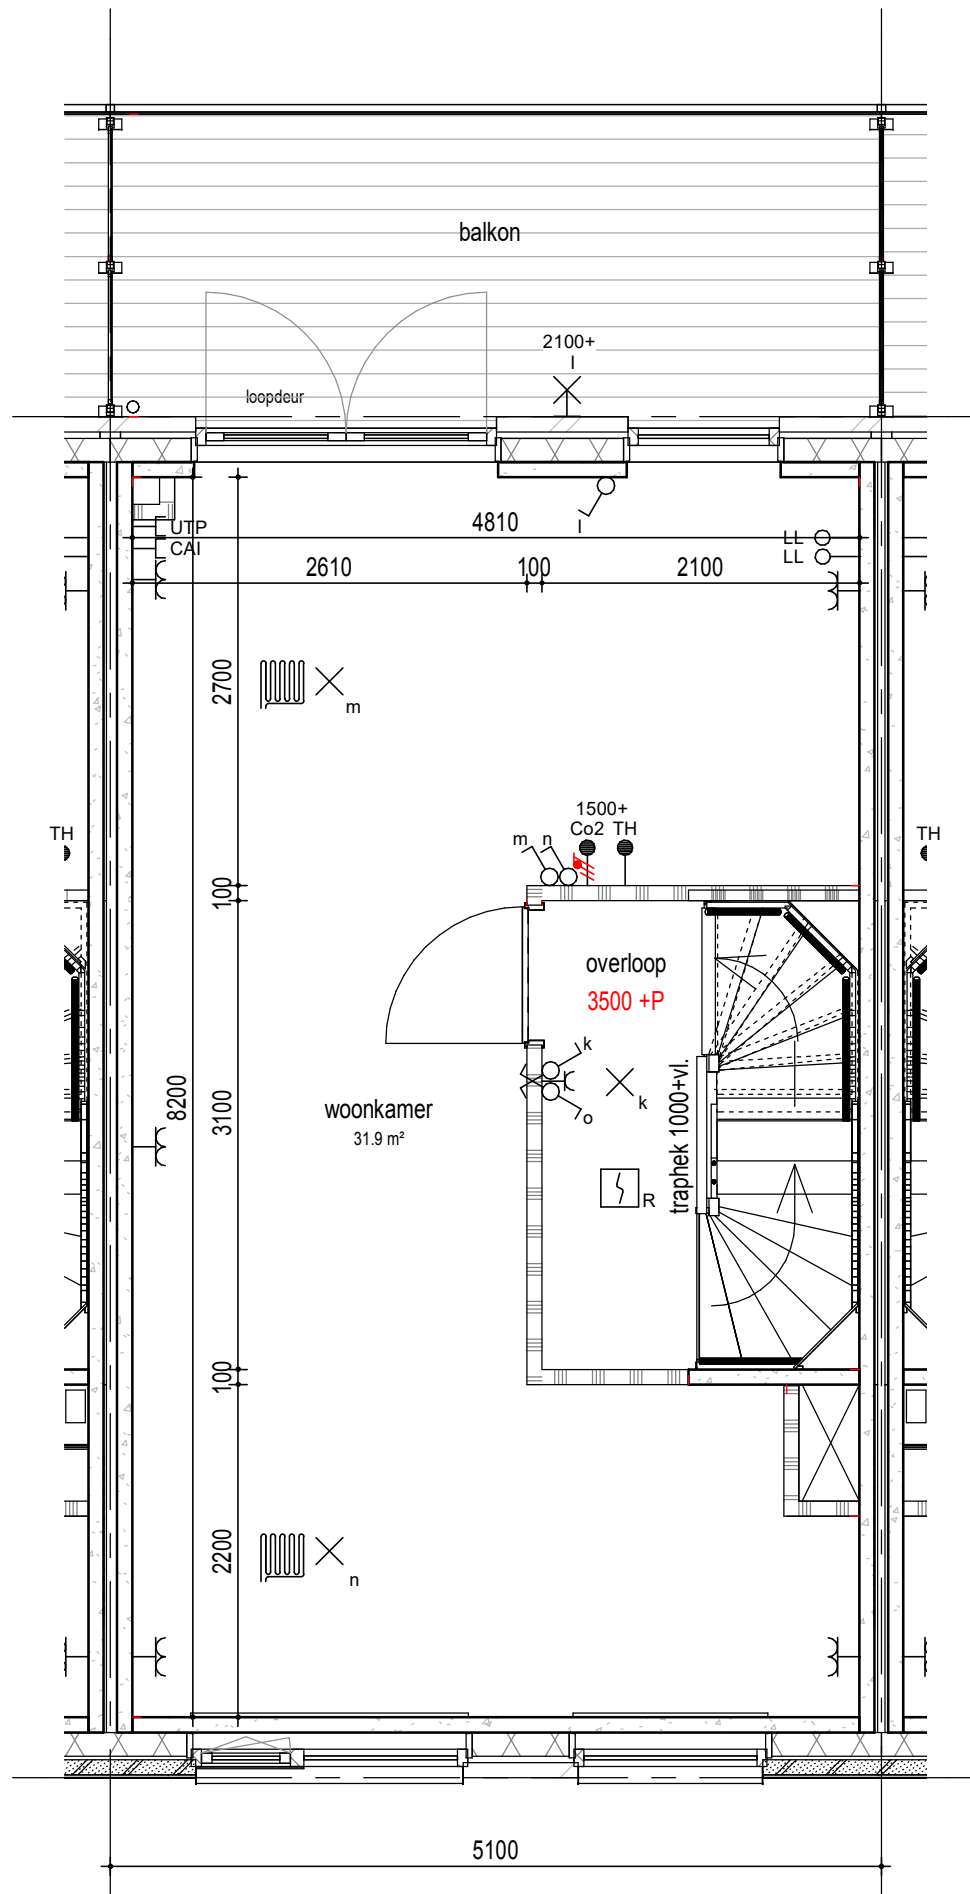 balkon
2100+
l
loopdeur
l
UTP
CAI
4810
LL
LL
2610
100
2100
2700
m
1500+
Co2 TH
m n
TH
TH
100
overloop
3500 +P
k
k
o
8200
3100
woonkamer
31.9 m²
traphek 1000+vl.
R
100
2200
n
5100